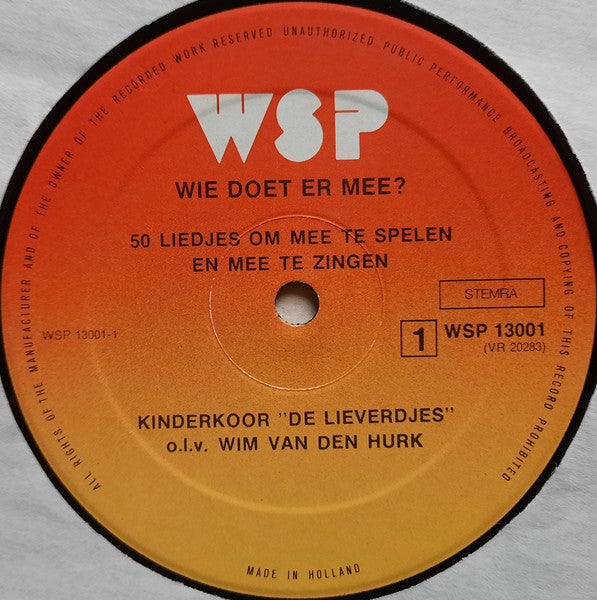 ALL RIGHTS OF THE MANUFACTURER AND OF THE OWNER OF THE RECORDED WORK RESERVED UNAUTHORIZED PUBLIC PERFORMANCE BROADCASTING AND COPYING OF THIS RECORD PROHIBITED
WSP
WIE DOET ER MEE?
50 LIEDJES OM MEE TE SPELEN
EN MEE TE ZINGEN
STEMRA
WSP 13001-1
1 WSP 13001
(VR 20283)
KINDERKOOR "DE LIEVERDJES"
o.l.v. WIM VAN DEN HURK
MADE IN HOLLAND